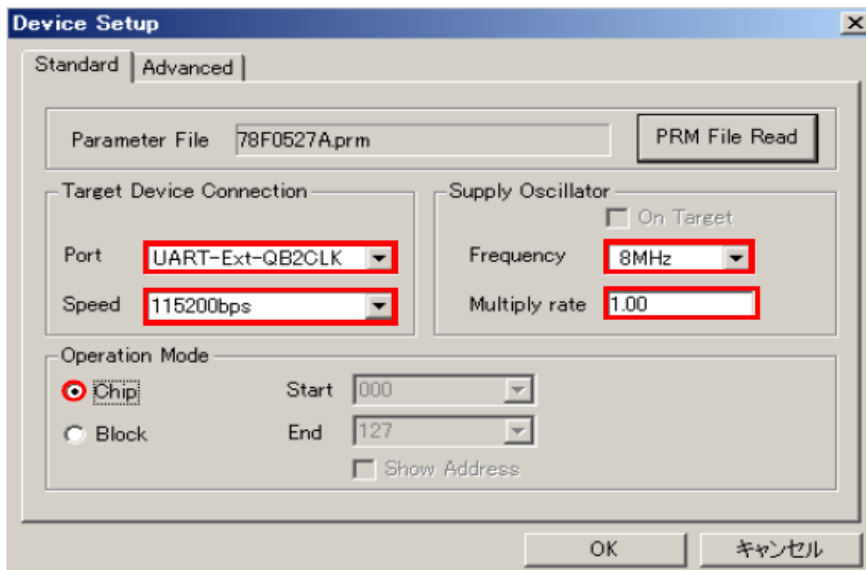 Device Setup
Standard Advanced
Parameter File 78F0527A.prm PRM File Read
Target Device Connection
Port UART-Ext-QB2CLK
Speed 115200bps
Supply Oscillator
On Target
Frequency 8MHz
Multiply rate 1.00
Operation Mode
Chip Start 000
Block End 127
Show Address
OK キャンセル